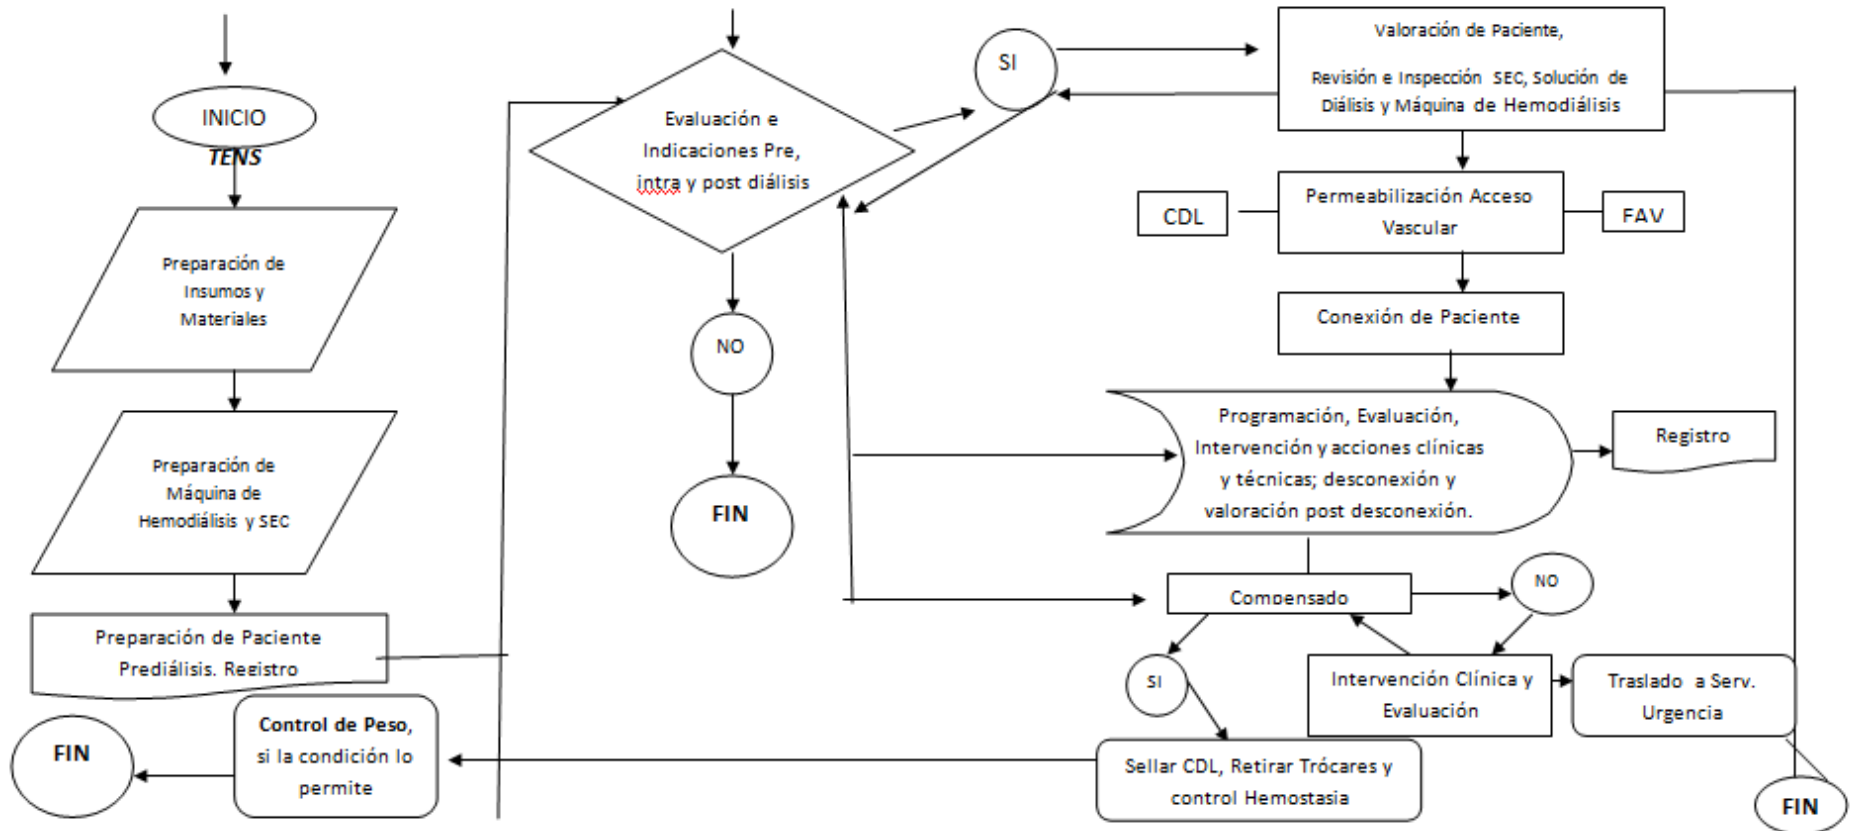 INICIO
TENS
Preparación de
Insumos y
Materiales
Preparación de
Máquina de
Hemodiálisis y SEC
Preparación de Paciente
Prediálisis. Registro
FIN
Control de Peso,
si la condición lo
permite
Evaluación e
Indicaciones Pre,
intra y post diálisis
NO
FIN
SI
Valoración de Paciente,
Revisión e Inspección SEC, Solución de
Diálisis y Máquina de Hemodiálisis
CDL
Permeabilización Acceso
Vascular
FAV
Conexión de Paciente
Programación, Evaluación,
Intervención y acciones clínicas
y técnicas; desconexión y
valoración post desconexión.
Registro
Compensado
NO
SI
Intervención Clínica y
Evaluación
Traslado a Serv.
Urgencia
Sellar CDL, Retirar Trócares y
control Hemostasia
FIN